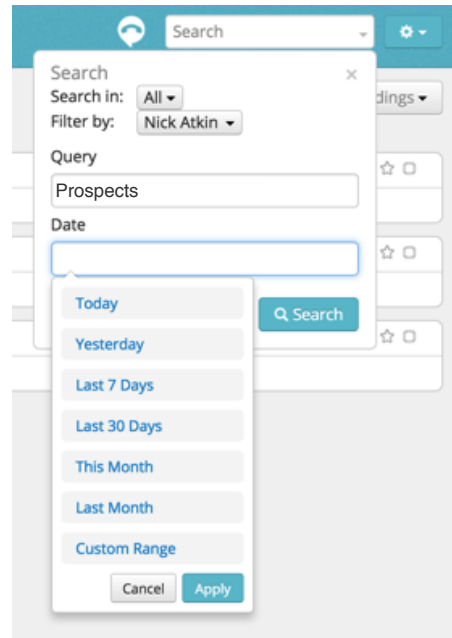 Search
Search
Search in: All
Filter by: Nick Atkin
dings
Query
Prospects
Date
Today
Search
Yesterday
Last 7 Days
Last 30 Days
This Month
Last Month
Custom Range
Cancel Apply